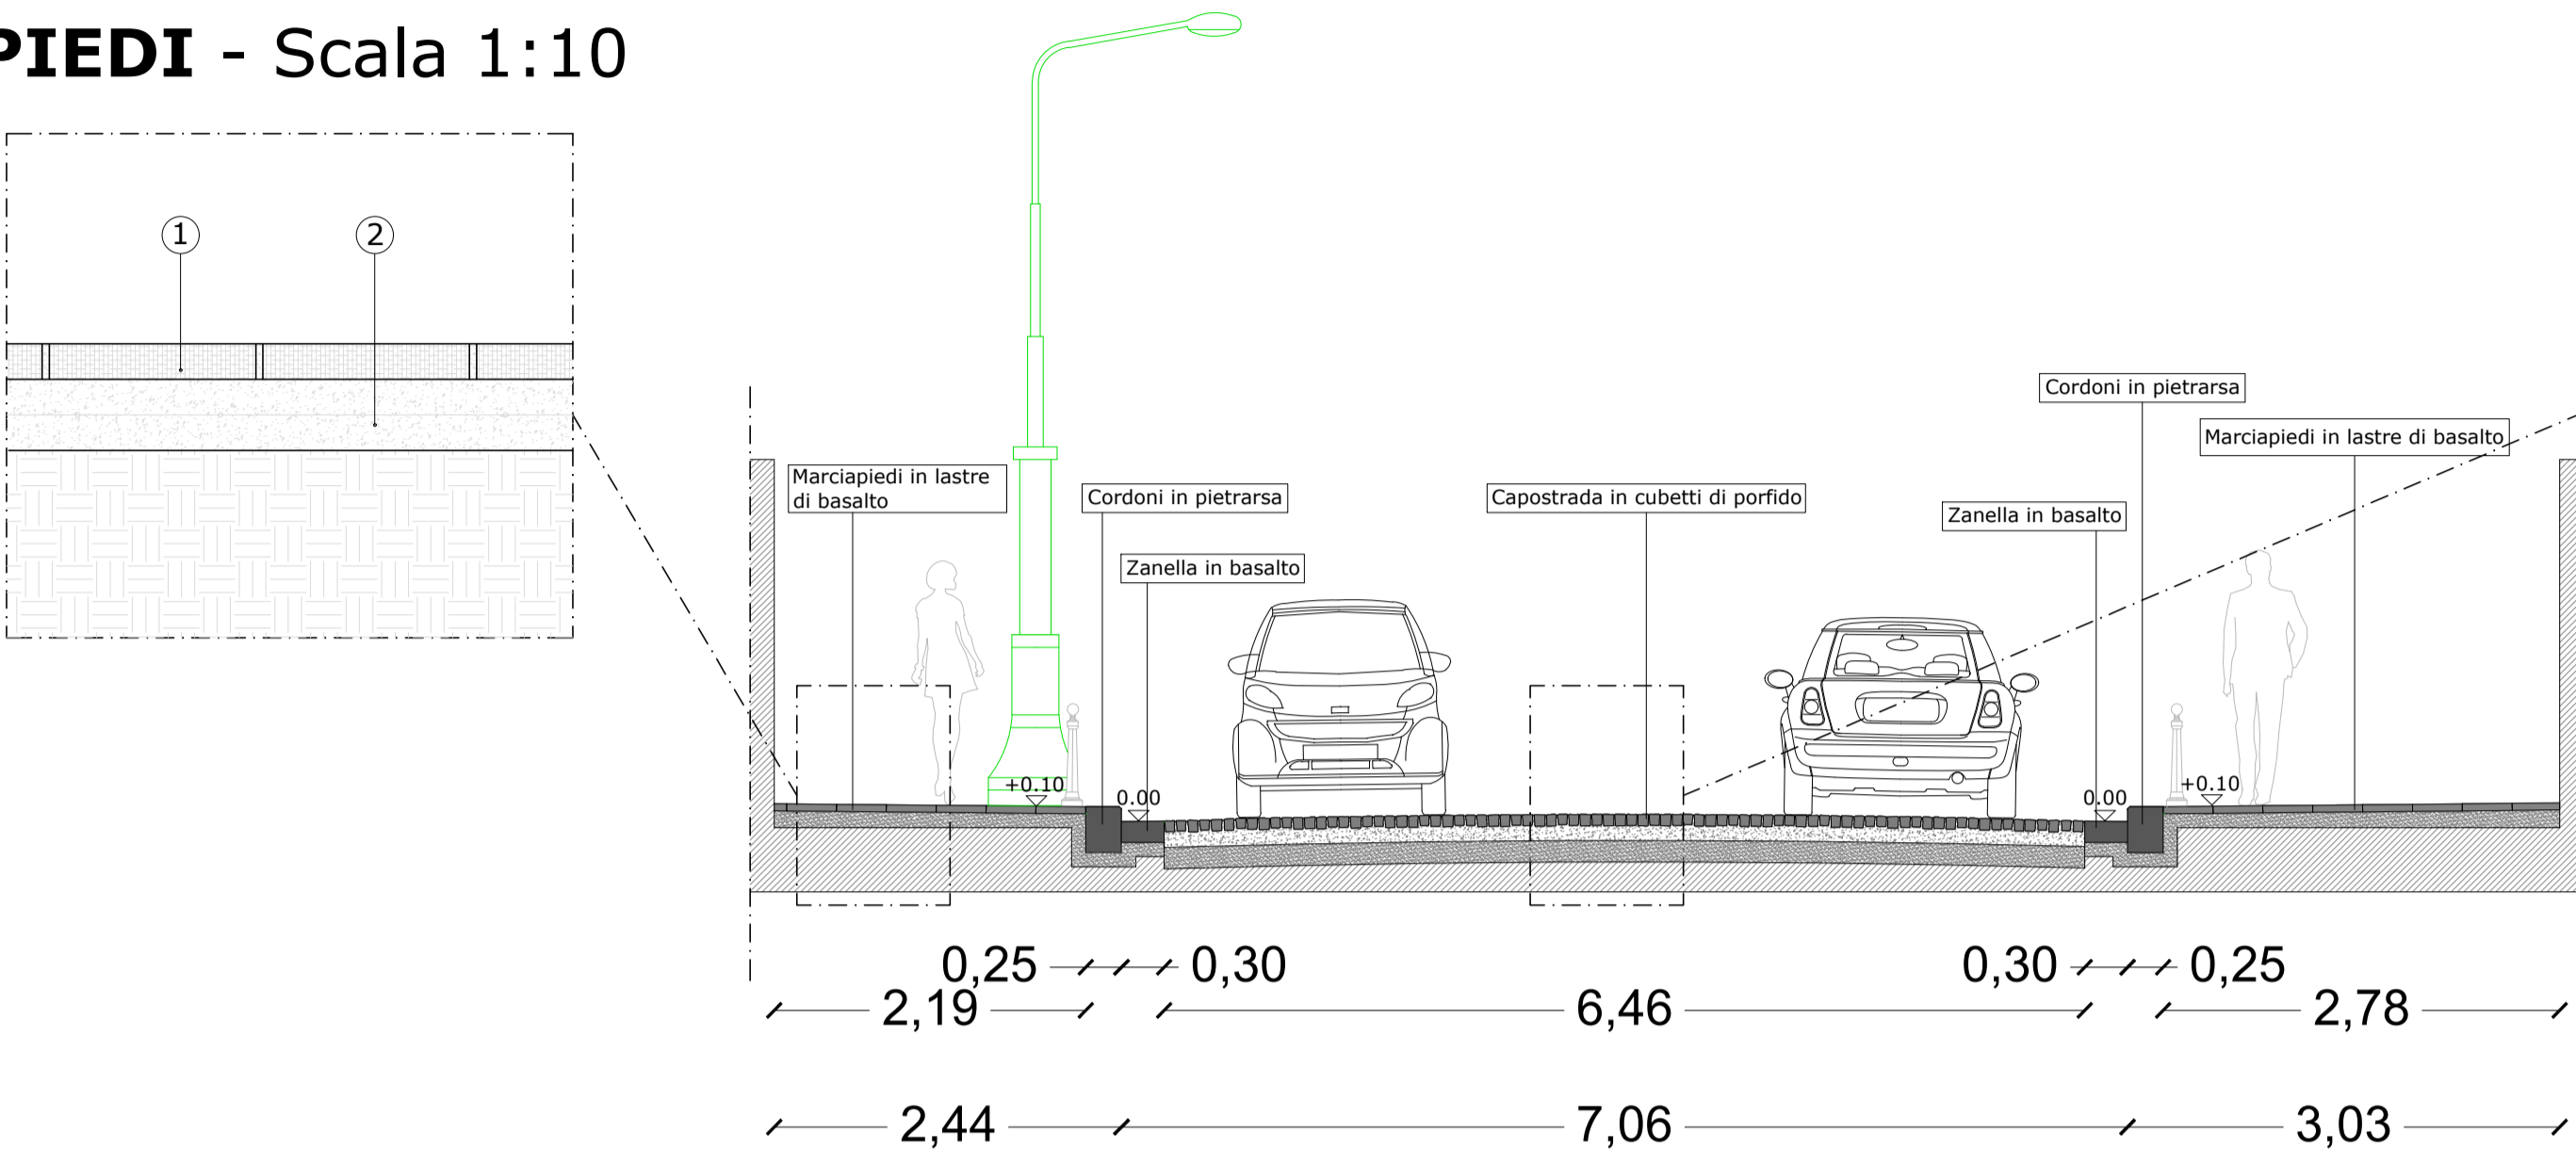 PIEDI - Scala 1:10
1
2
Cordoni in pietrarsa
Marciapiedi in lastre di basalto
Marciapiedi in lastre
di basalto
Cordoni in pietrarsa
Capostrada in cubetti di porfido
Zanella in basalto
Zanella in basalto
+0.10
0.00
0.00
+0.10
0,25
0,30
0,30
0,25
2,19
6,46
2,78
2,44
7,06
3,03